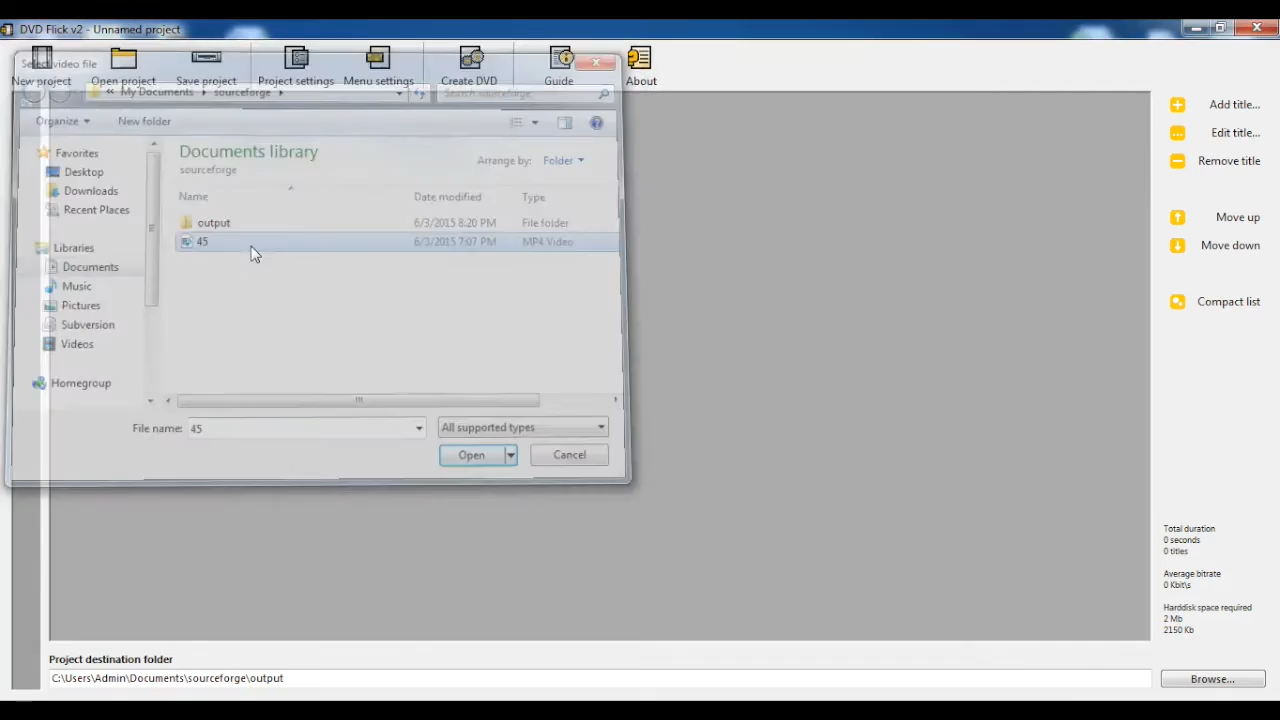 DVD Flick v2 - Unnamed project
New project
Open project
Save project
Project settings
Menu settings
Create DVD
Guide
About
Select video file
« My Documents sourceforge
Search sourceforge
Organize
New folder
Documents library
sourceforge
Arrange by: Folder
Name Date modified Type
output 6/3/2015 8:20 PM File folder
45 6/3/2015 7:07 PM MP4 Video
Favorites
Desktop
Downloads
Recent Places
Libraries
Documents
Music
Pictures
Subversion
Videos
Homegroup
File name: 45
All supported types
Open
Cancel
Add title...
Edit title...
Remove title
Move up
Move down
Compact list
Total duration
0 seconds
0 titles
Average bitrate
0 Kbit\s
Harddisk space required
2 Mb
2150 Kb
Project destination folder
C:\Users\Admin\Documents\sourceforge\output
Browse...